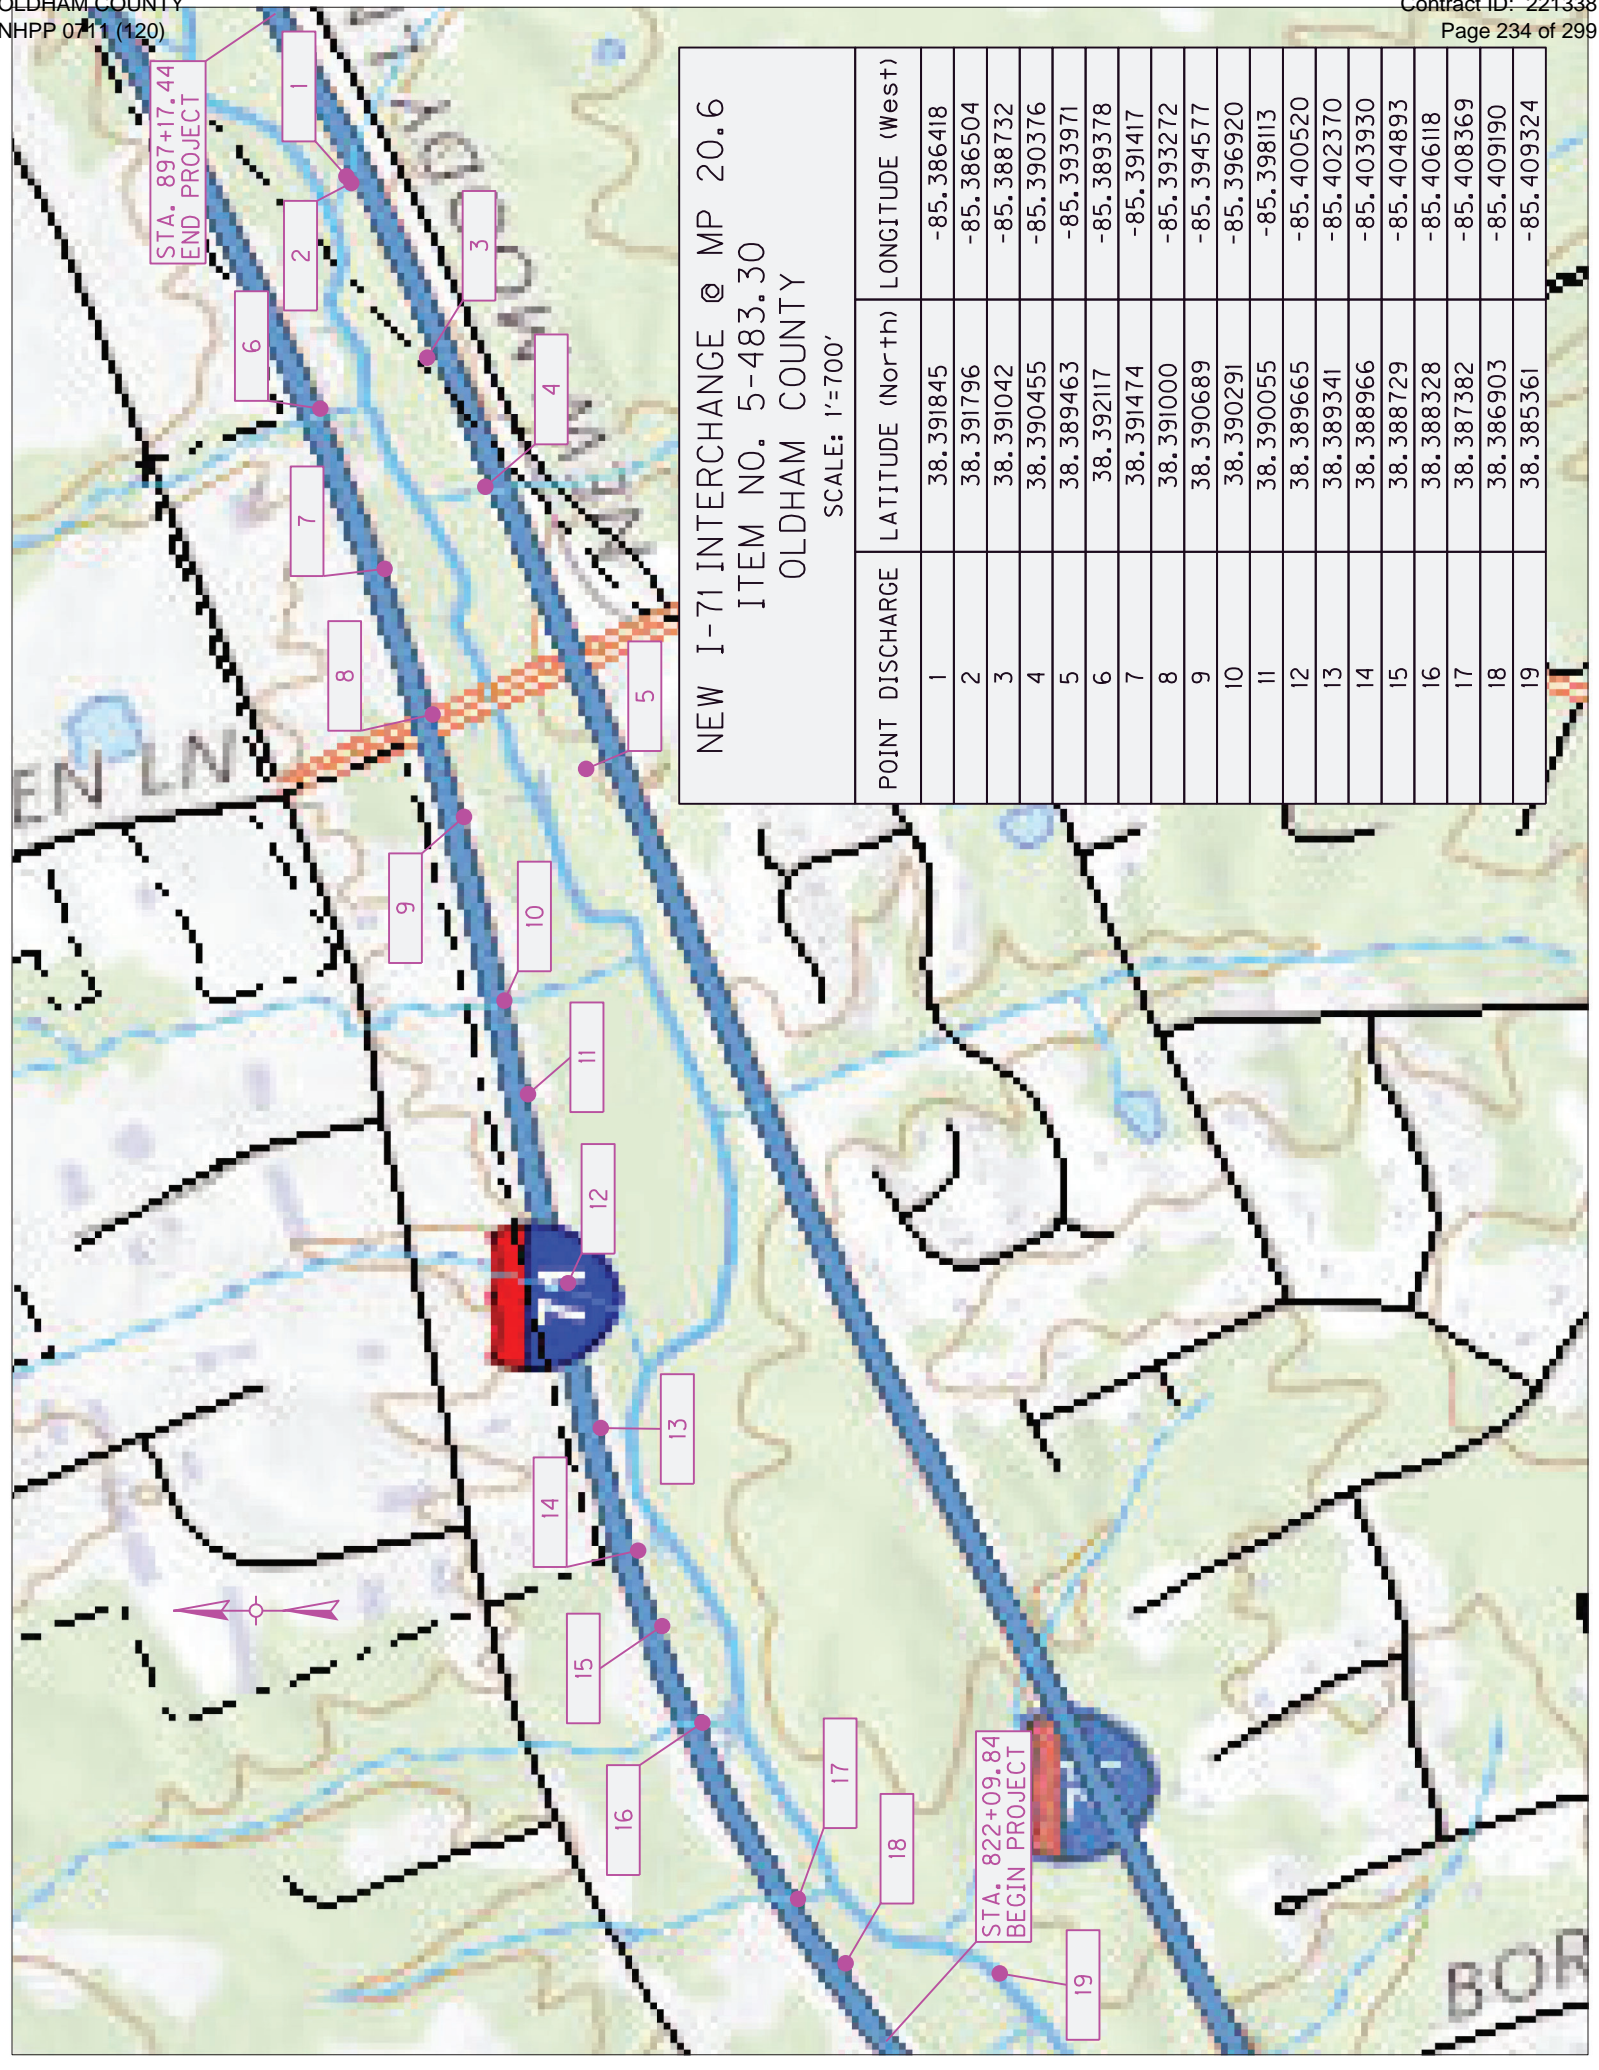 OLDHAM COUNTY
NHPP 0711 (120)
Contract ID: 221338
Page 234 of 299
STA. 897+17.44
END PROJECT
1
2
3
4
5
6
7
8
9
10
11
12
13
14
15
16
17
18
19
STA. 822+09.84
BEGIN PROJECT
EN LN
MOODY
BOR
71
NEW I-71 INTERCHANGE @ MP 20.6
ITEM NO. 5-483.30
OLDHAM COUNTY
SCALE: 1'=700'
POINT DISCHARGE LATITUDE (North) LONGITUDE (West)
1 38.391845 -85.386418
2 38.391796 -85.386504
3 38.391042 -85.388732
4 38.390455 -85.390376
5 38.389463 -85.393971
6 38.392117 -85.389378
7 38.391474 -85.391417
8 38.391000 -85.393272
9 38.390689 -85.394577
10 38.390291 -85.396920
11 38.390055 -85.398113
12 38.389665 -85.400520
13 38.389341 -85.402370
14 38.388966 -85.403930
15 38.388729 -85.404893
16 38.388328 -85.406118
17 38.387382 -85.408369
18 38.386903 -85.409190
19 38.385361 -85.409324